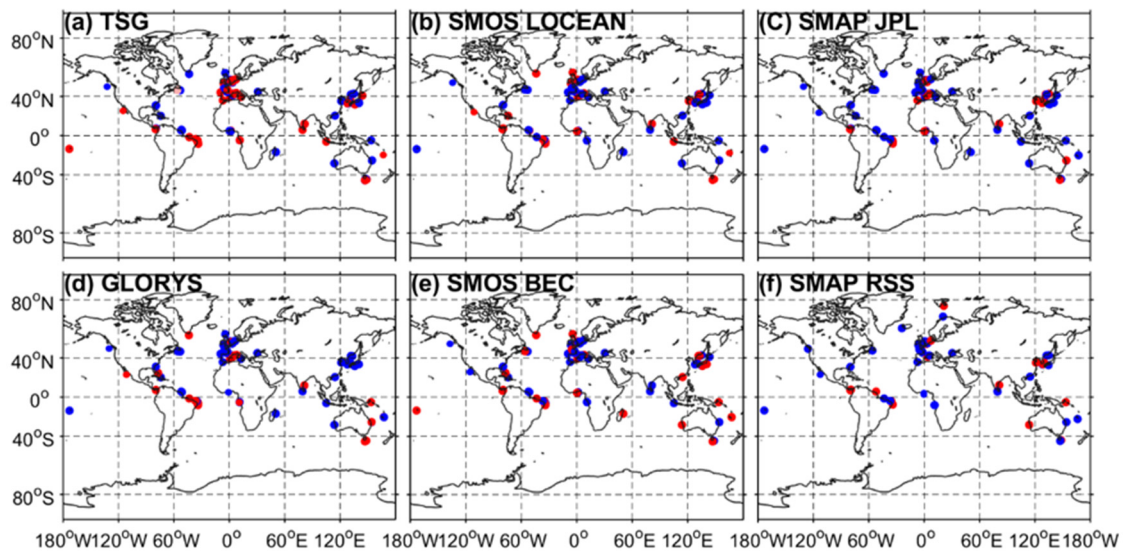 (a) TSG (b) SMOS LOCEAN (C) SMAP JPL
80°N
40°N
0°
40°S
80°S
(d) GLORYS (e) SMOS BEC (f) SMAP RSS
80°N
40°N
0°
40°S
80°S
180°W120°W 60°W 0° 60°E 120°E 180°W120°W 60°W 0° 60°E 120°E 180°W120°W 60°W 0° 60°E 120°E 180°W